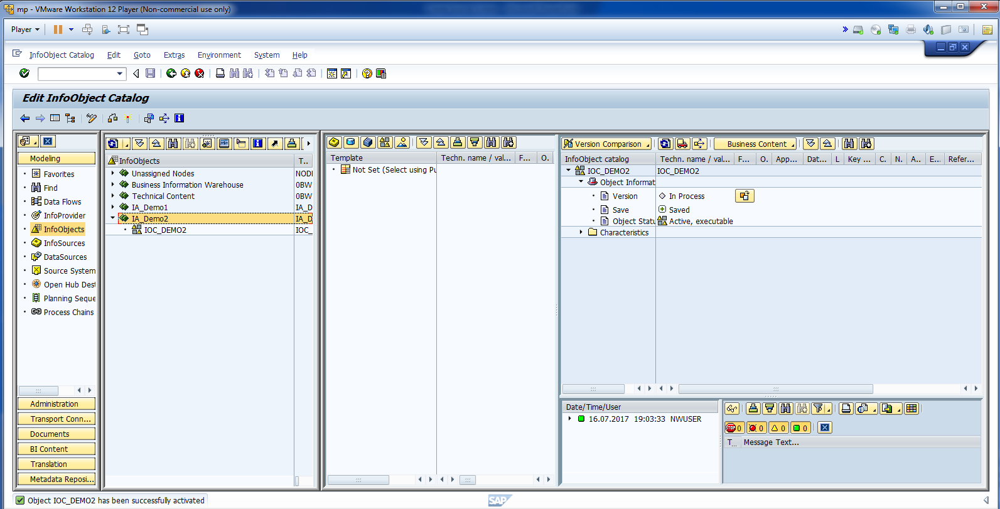 mp - VMware Workstation 12 Player (Non-commercial use only)
Player
InfoObject Catalog Edit Goto Extras Environment System Help
Edit InfoObject Catalog
Modeling
Favorites
Find
Data Flows
InfoProvider
InfoObjects
InfoSources
DataSources
Source System
Open Hub Dest
Planning Seque
Process Chains
Administration
Transport Conn...
Documents
BI Content
Translation
Metadata Reposi...
InfoObjects T..
Unassigned Nodes NODE
Business Information Warehouse 0BW
Technical Content 0BW
IA_Demo1 IA_D
IA_Demo2 IA_D
IOC_DEMO2 IOC_
Template Techn. name / val... F... O.
Not Set (Select using Pu
Version Comparison Business Content
InfoObject catalog Techn. name / val... F... O. App... Dat... L Key ... C. N. A.. E... Refer...
IOC_DEMO2 IOC_DEMO2
Object Informat
Version In Process
Save Saved
Object Statu Active, executable
Characteristics
Date/Time/User
16.07.2017 19:03:33 NWUSER
STOP 0 0 0 0
T... Message Text...
Object IOC_DEMO2 has been successfully activated
SAP